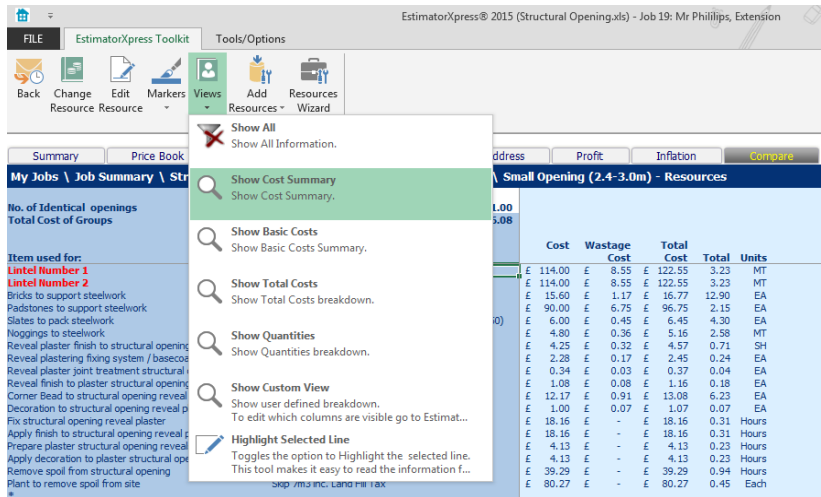 EstimatorXpress® 2015 (Structural Opening.xls) - Job 19: Mr Phililips, Extension
FILE EstimatorXpress Toolkit Tools/Options
Back Change Resource Edit Resource Markers Views Add Resources Resources Wizard
Summary Price Book ddress Profit Inflation Compare
My Jobs \ Job Summary \ Str \ Small Opening (2.4-3.0m) - Resources
Show All
Show All Information.
Show Cost Summary
Show Cost Summary.
Show Basic Costs
Show Basic Costs Summary.
Show Total Costs
Show Total Costs breakdown.
Show Quantities
Show Quantities breakdown.
Show Custom View
Show user defined breakdown.
To edit which columns are visible go to Estimat...
Highlight Selected Line
Toggles the option to Highlight the selected line.
This tool makes it easy to read the information f...
No. of Identical openings 1.00
Total Cost of Groups 5.08
Item used for: Cost Wastage Cost Total Cost Total Units
Lintel Number 1 £ 114.00 £ 8.55 £ 122.55 3.23 MT
Lintel Number 2 £ 114.00 £ 8.55 £ 122.55 3.23 MT
Bricks to support steelwork £ 15.60 £ 1.17 £ 16.77 12.90 EA
Padstones to support steelwork £ 90.00 £ 6.75 £ 96.75 2.15 EA
Slates to pack steelwork 50) £ 6.00 £ 0.45 £ 6.45 4.30 EA
Noggings to steelwork £ 4.80 £ 0.36 £ 5.16 2.58 MT
Reveal plaster finish to structural opening £ 4.25 £ 0.32 £ 4.57 0.71 SH
Reveal plastering fixing system / basecoa £ 2.28 £ 0.17 £ 2.45 0.24 EA
Reveal plaster joint treatment structural £ 0.34 £ 0.03 £ 0.37 0.04 EA
Reveal finish to plaster structural opening £ 1.08 £ 0.08 £ 1.16 0.18 EA
Corner Bead to structural opening reveal £ 12.17 £ 0.91 £ 13.08 6.23 EA
Decoration to structural opening reveal p £ 1.00 £ 0.07 £ 1.07 0.07 EA
Fix structural opening reveal plaster £ 18.16 £ - £ 18.16 0.31 Hours
Apply finish to structural opening reveal p £ 18.16 £ - £ 18.16 0.31 Hours
Prepare plaster structural opening reveal £ 4.13 £ - £ 4.13 0.23 Hours
Apply decoration to plaster structural ope £ 4.13 £ - £ 4.13 0.23 Hours
Remove spoil from structural opening £ 39.29 £ - £ 39.29 0.94 Hours
Plant to remove spoil from site Skip 7m3 inc. Land Fill Tax £ 80.27 £ - £ 80.27 0.45 Each
*